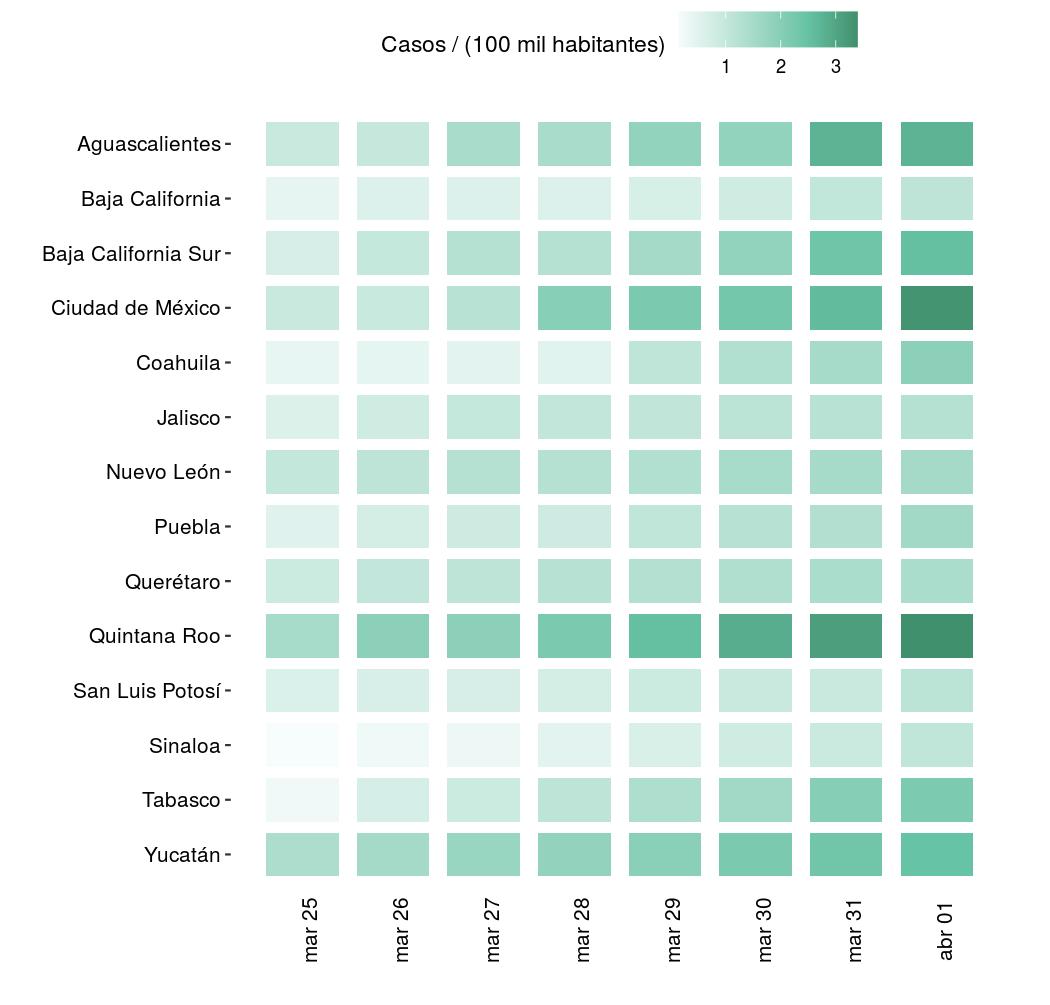 Casos / (100 mil habitantes)
1 2 3
Aguascalientes
Baja California
Baja California Sur
Ciudad de México
Coahuila
Jalisco
Nuevo León
Puebla
Querétaro
Quintana Roo
San Luis Potosí
Sinaloa
Tabasco
Yucatán
mar 25
mar 26
mar 27
mar 28
mar 29
mar 30
mar 31
abr 01